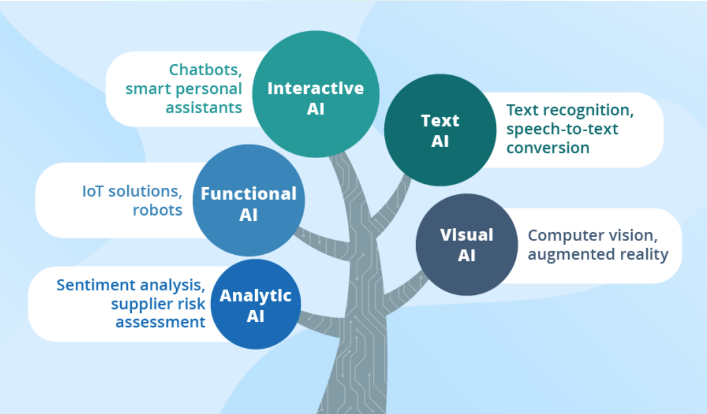 Chatbots,
smart personal
assistants
Interactive
AI
Text
AI
Text recognition,
speech-to-text
conversion
IoT solutions,
robots
Functional
AI
Visual
AI
Computer vision,
augmented reality
Sentiment analysis,
supplier risk
assessment
Analytic
AI